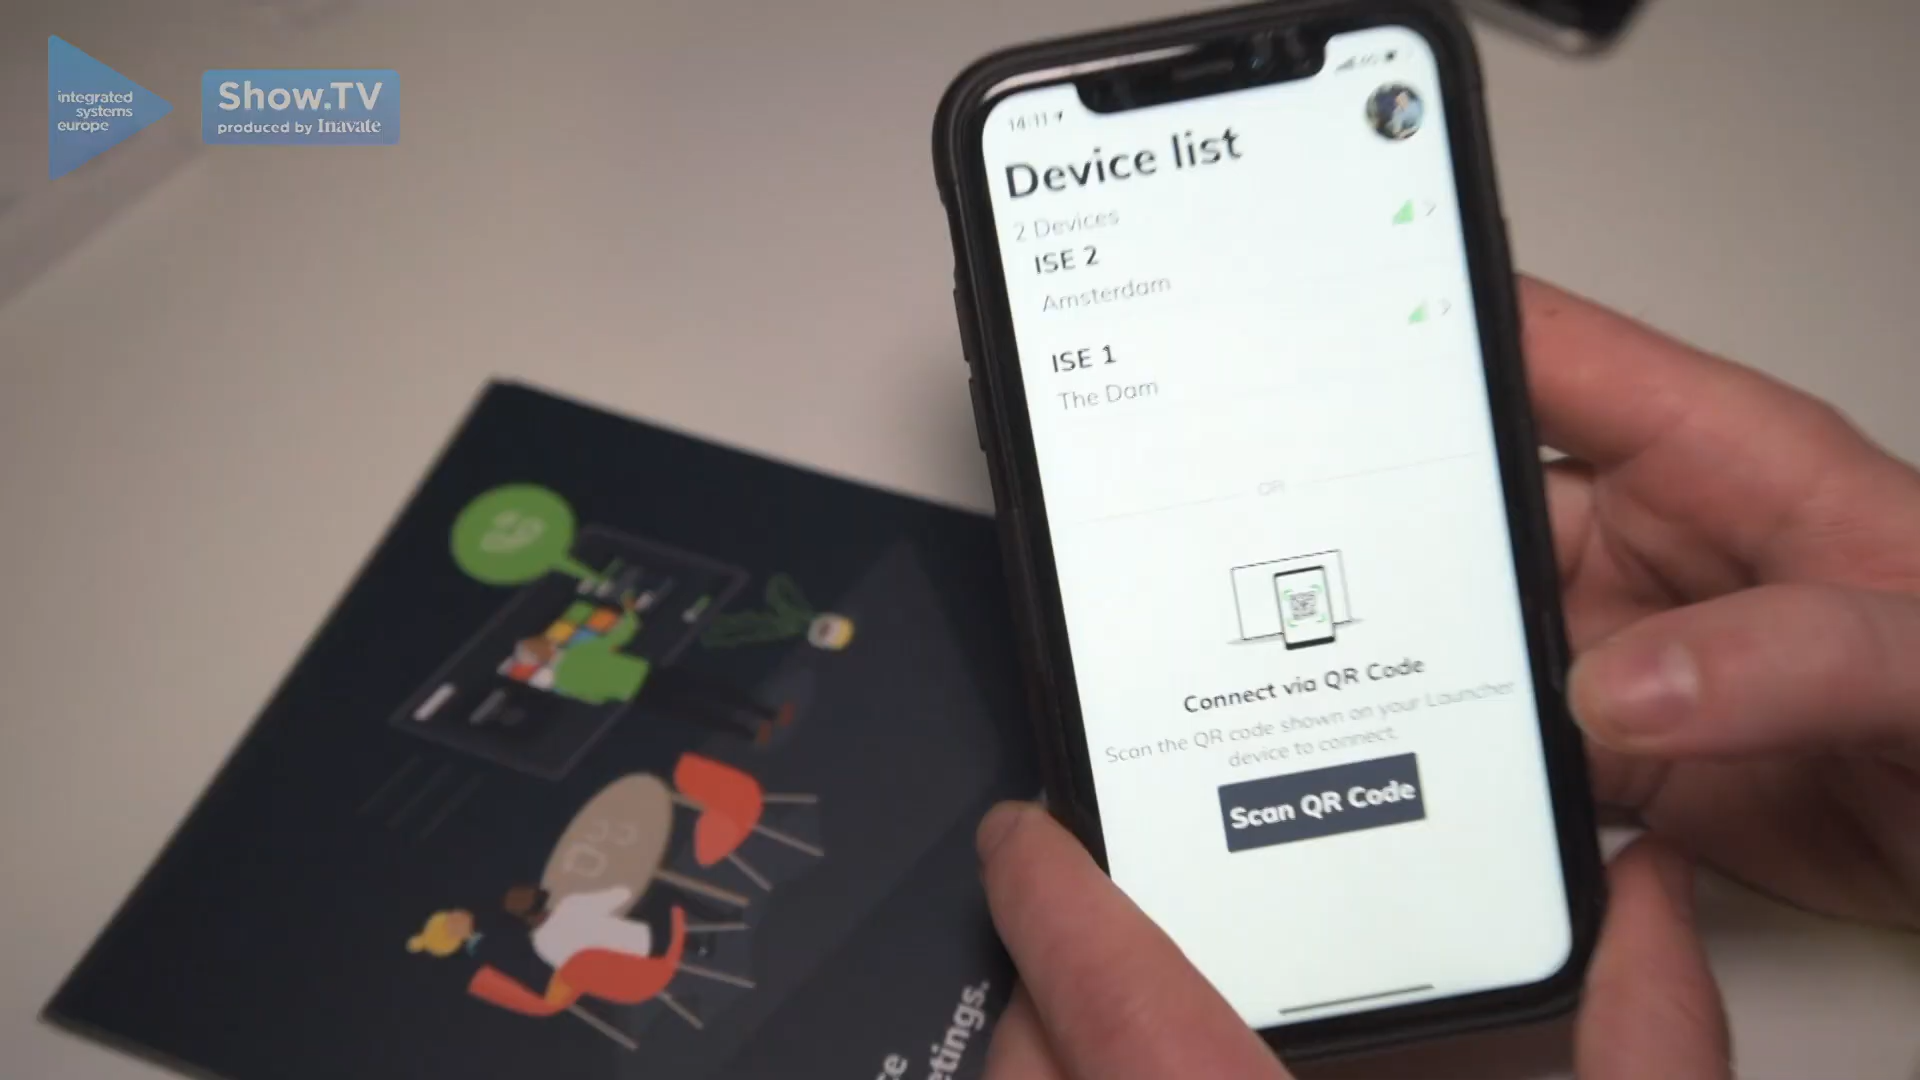 integrated
systems
europe
Show.TV
produced by Inavate
14:11
Device list
2 Devices
ISE 2
Amsterdam
ISE 1
The Dam
OR
Connect via QR Code
Scan the QR code shown on your Launcher
device to connect.
Scan QR Code